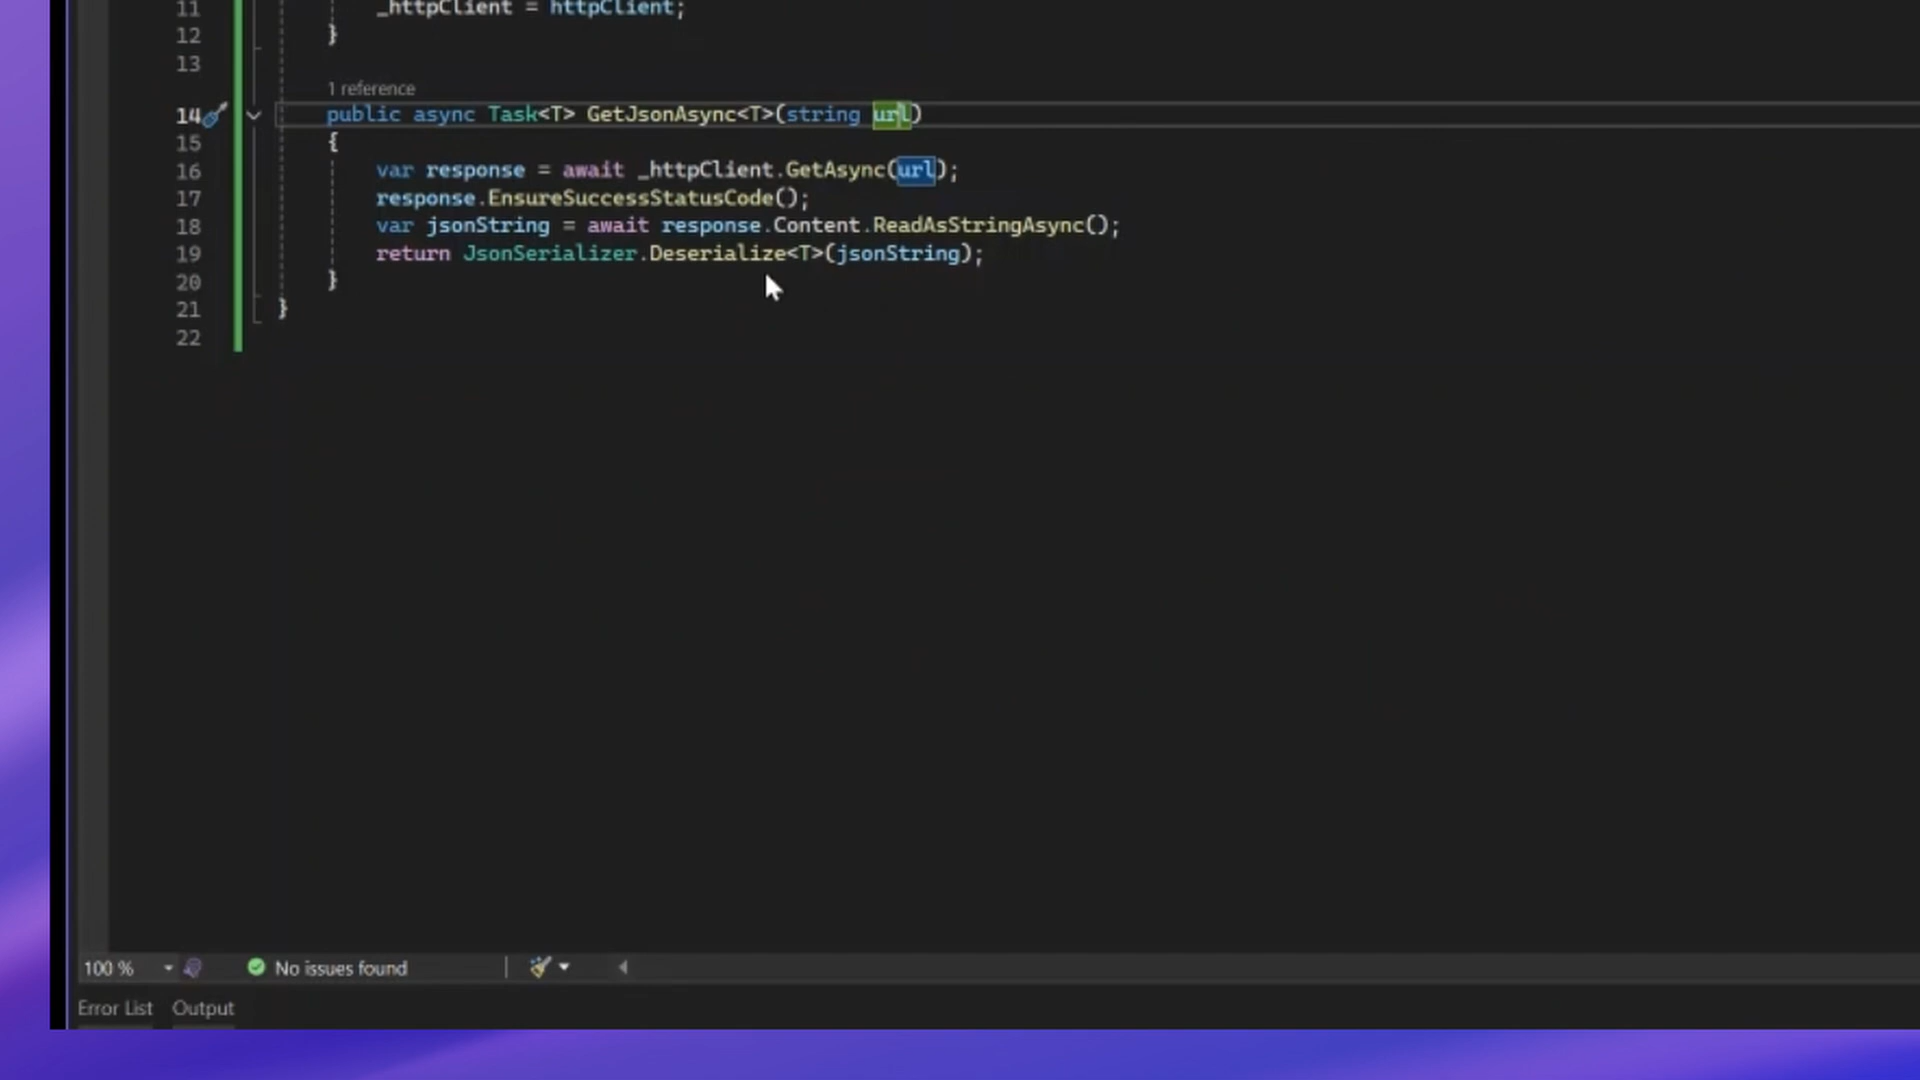 11 _httpClient = httpClient;
12 }
13
1 reference
14 public async Task<T> GetJsonAsync<T>(string url)
15 {
16 var response = await _httpClient.GetAsync(url);
17 response.EnsureSuccessStatusCode();
18 var jsonString = await response.Content.ReadAsStringAsync();
19 return JsonSerializer.Deserialize<T>(jsonString);
20 }
21 }
22
100 % No issues found
Error List Output